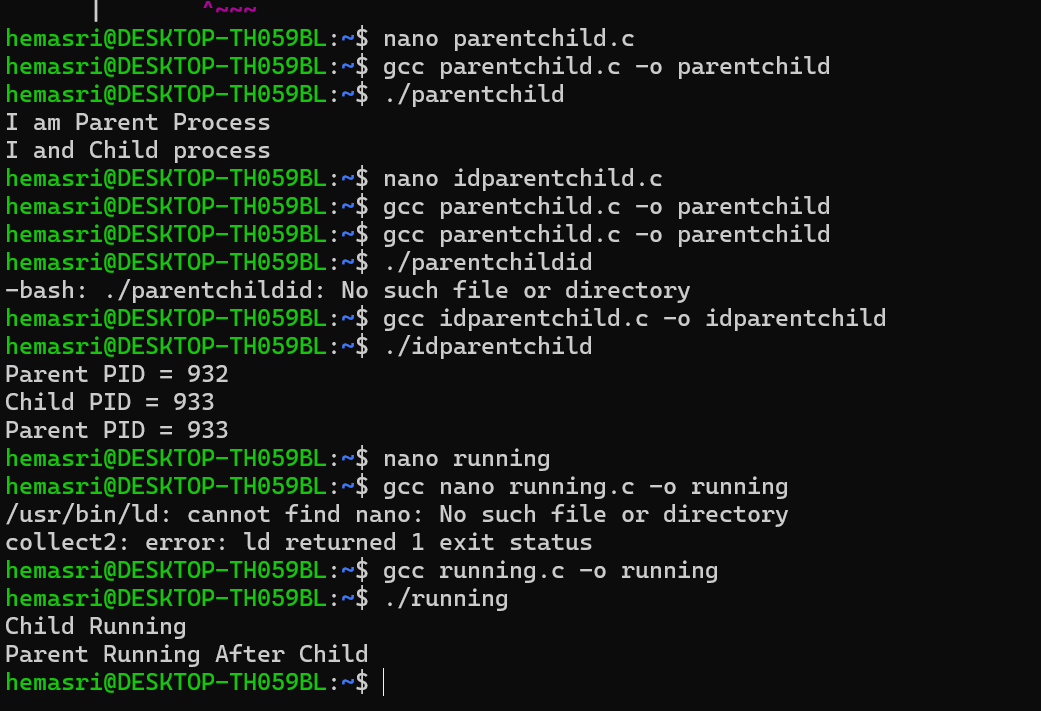 |        ^~~~
hemasri@DESKTOP-TH059BL:~$ nano parentchild.c
hemasri@DESKTOP-TH059BL:~$ gcc parentchild.c -o parentchild
hemasri@DESKTOP-TH059BL:~$ ./parentchild
I am Parent Process
I and Child process
hemasri@DESKTOP-TH059BL:~$ nano idparentchild.c
hemasri@DESKTOP-TH059BL:~$ gcc parentchild.c -o parentchild
hemasri@DESKTOP-TH059BL:~$ gcc parentchild.c -o parentchild
hemasri@DESKTOP-TH059BL:~$ ./parentchildid
-bash: ./parentchildid: No such file or directory
hemasri@DESKTOP-TH059BL:~$ gcc idparentchild.c -o idparentchild
hemasri@DESKTOP-TH059BL:~$ ./idparentchild
Parent PID = 932
Child PID = 933
Parent PID = 933
hemasri@DESKTOP-TH059BL:~$ nano running
hemasri@DESKTOP-TH059BL:~$ gcc nano running.c -o running
/usr/bin/ld: cannot find nano: No such file or directory
collect2: error: ld returned 1 exit status
hemasri@DESKTOP-TH059BL:~$ gcc running.c -o running
hemasri@DESKTOP-TH059BL:~$ ./running
Child Running
Parent Running After Child
hemasri@DESKTOP-TH059BL:~$